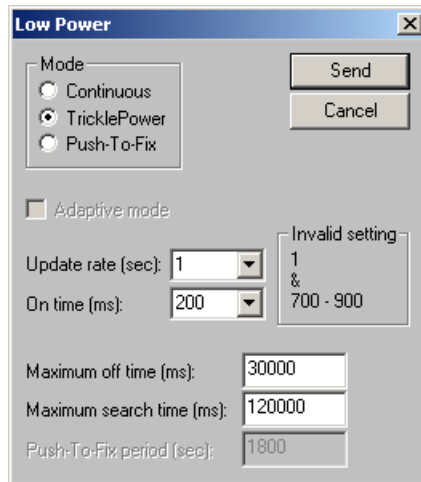 Low Power
Mode
Continuous
TricklePower
Push-To-Fix
Send
Cancel
Adaptive mode
Update rate (sec): 1
On time (ms): 200
Invalid setting
1
&
700 - 900
Maximum off time (ms): 30000
Maximum search time (ms): 120000
Push-To-Fix period (sec): 1800